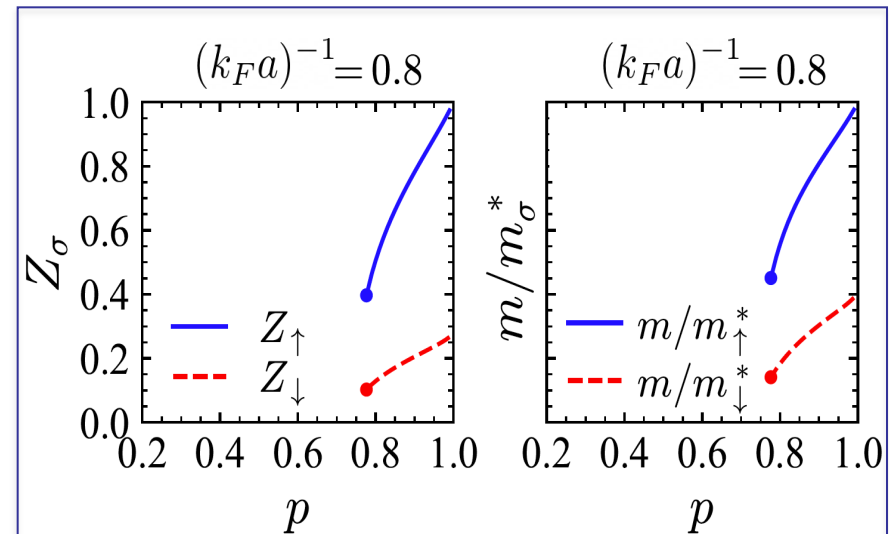 (k_F a)^{-1} = 0.8
Z_σ
1.0
0.8
0.6
0.4
0.2
0.0
Z_↑
Z_↓
0.2 0.4 0.6 0.8 1.0
p
(k_F a)^{-1} = 0.8
m/m^*_σ
m/m^*_↑
m/m^*_↓
0.2 0.4 0.6 0.8 1.0
p